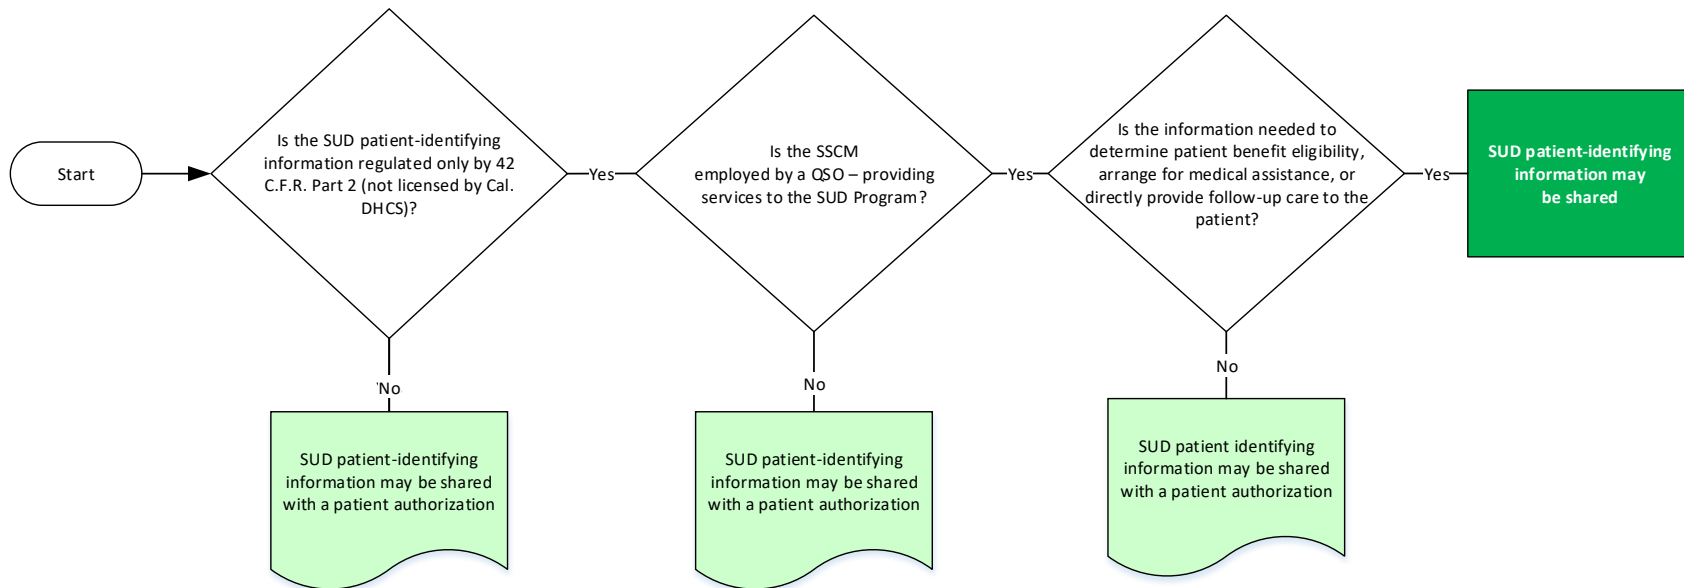 Start
Is the SUD patient-identifying
information regulated only by 42
C.F.R. Part 2 (not licensed by Cal.
DHCS)?
Yes
Is the SSCM
employed by a QSO – providing
services to the SUD Program?
Yes
Is the information needed to
determine patient benefit eligibility,
arrange for medical assistance, or
directly provide follow-up care to the
patient?
Yes
SUD patient-identifying
information may
be shared
No
SUD patient-identifying
information may be shared
with a patient authorization
No
SUD patient-identifying
information may be shared
with a patient authorization
No
SUD patient identifying
information may be shared
with a patient authorization